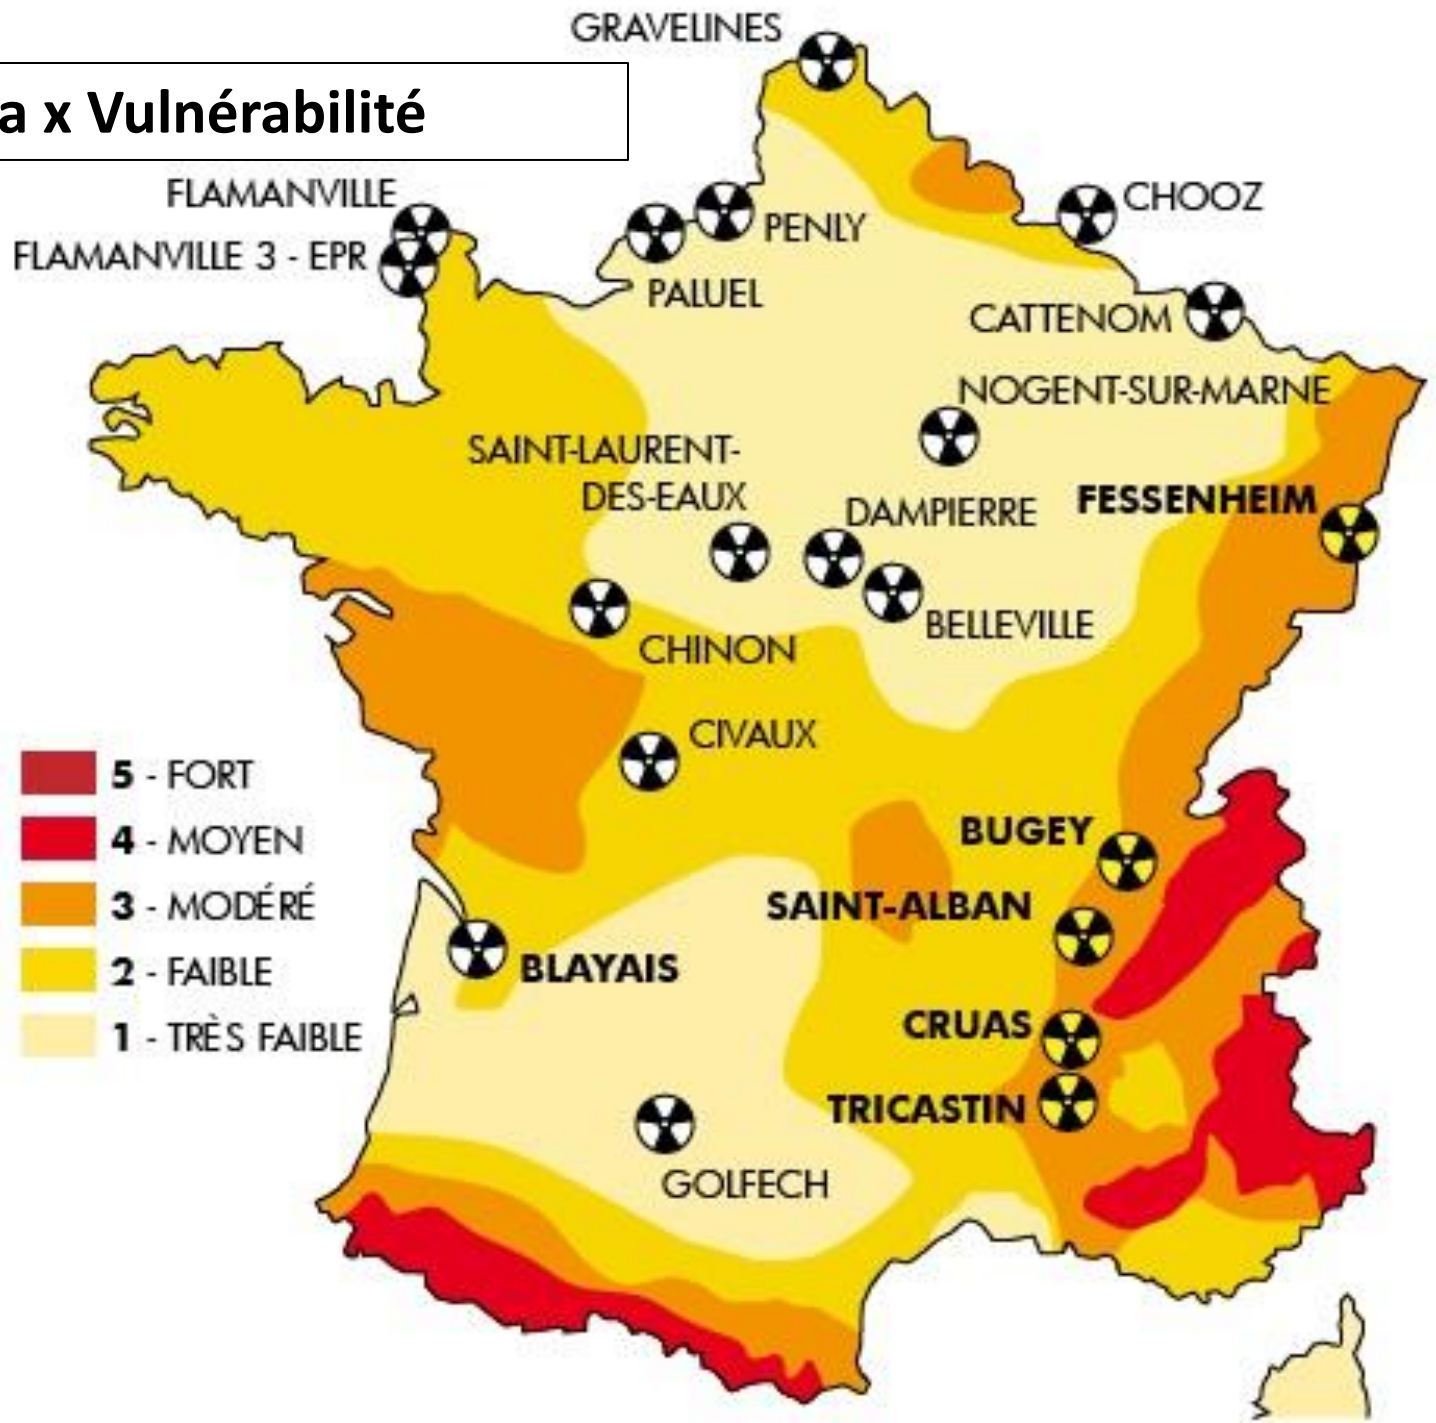 GRAVELINES
a x Vulnérabilité
FLAMANVILLE
CHOOZ
PENLY
FLAMANVILLE 3 - EPR
PALUEL
CATTENOM
NOGENT-SUR-MARNE
SAINT-LAURENT-
DES-EAUX
DAMPIERRE
FESSENHEIM
BELLEVILLE
CHINON
CIVAUX
5 - FORT
4 - MOYEN
3 - MODÉRÉ
2 - FAIBLE
1 - TRÈS FAIBLE
BUGEY
SAINT-ALBAN
BLAYAIS
CRUAS
TRICASTIN
GOLFECH